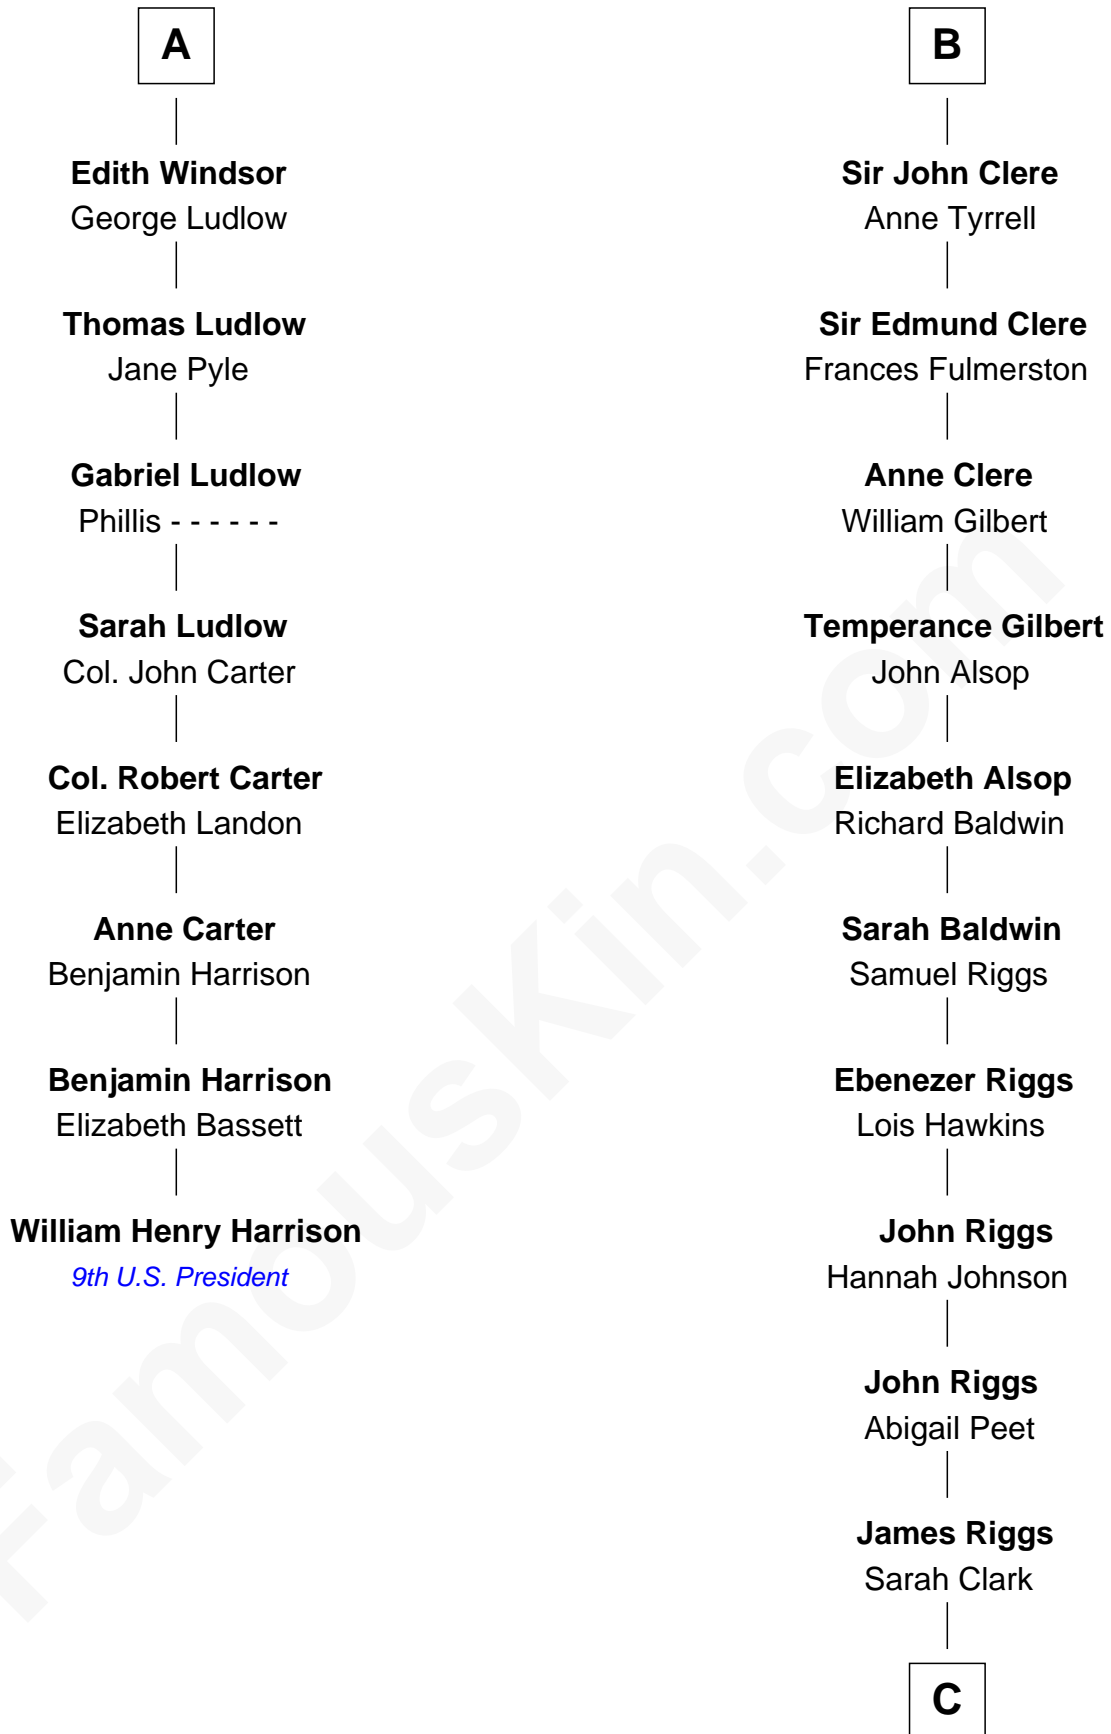 A
Edith Windsor
George Ludlow
Thomas Ludlow
Jane Pyle
Gabriel Ludlow
Phillis - - - - - -
Sarah Ludlow
Col. John Carter
Col. Robert Carter
Elizabeth Landon
Anne Carter
Benjamin Harrison
Benjamin Harrison
Elizabeth Bassett
William Henry Harrison
9th U.S. President
B
Sir John Clere
Anne Tyrrell
Sir Edmund Clere
Frances Fulmerston
Anne Clere
William Gilbert
Temperance Gilbert
John Alsop
Elizabeth Alsop
Richard Baldwin
Sarah Baldwin
Samuel Riggs
Ebenezer Riggs
Lois Hawkins
John Riggs
Hannah Johnson
John Riggs
Abigail Peet
James Riggs
Sarah Clark
C
FamousKin.com